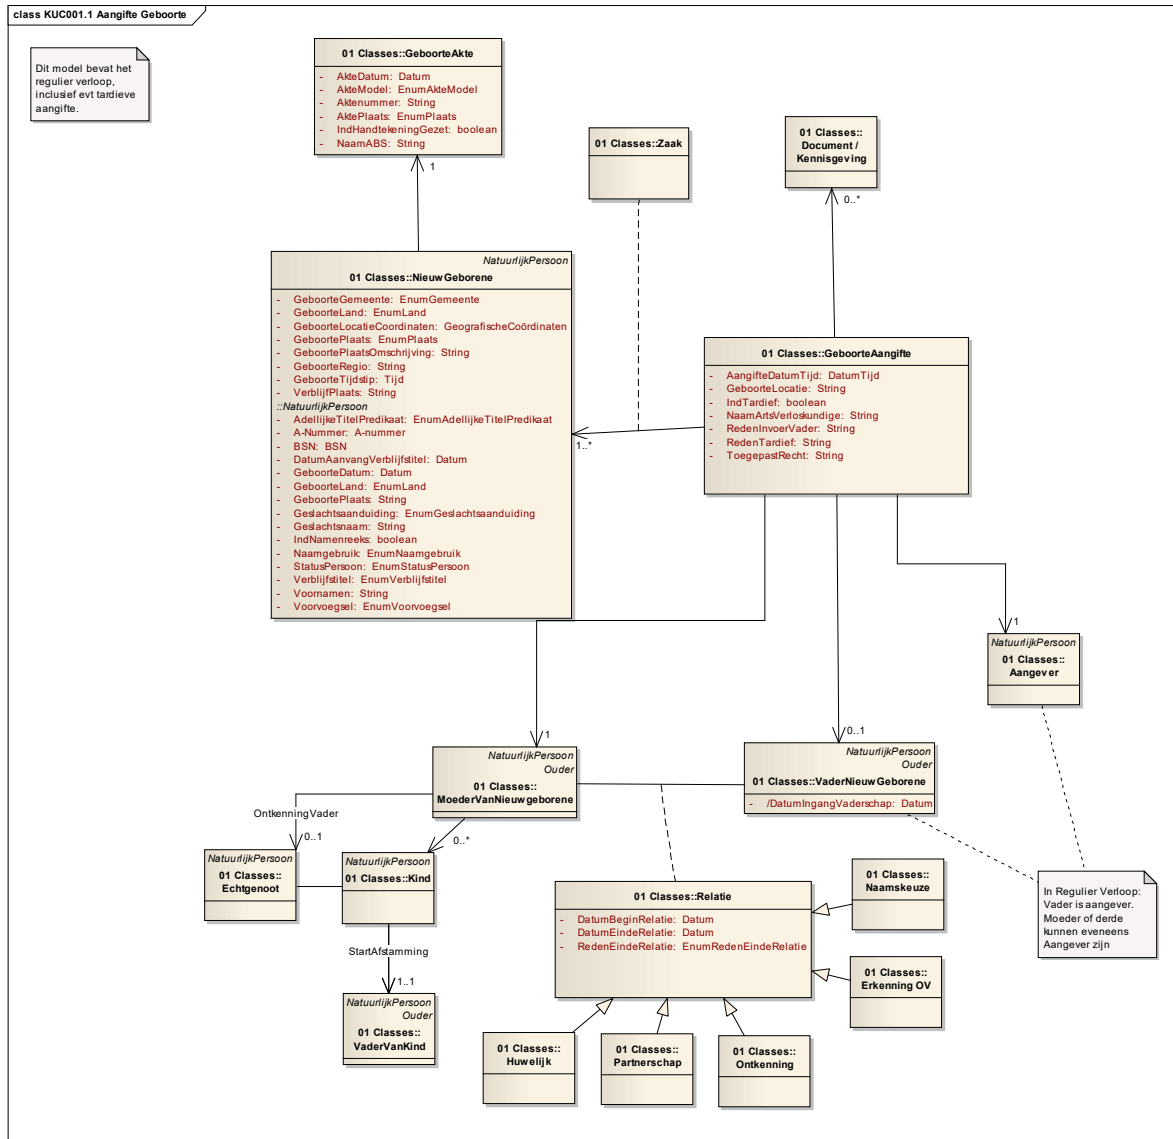 class KUC001.1 Aangifte Geboorte
Dit model bevat het
regulier verloop,
inclusief evt tardieve
aangifte.
01 Classes::GeboorteAkte
- AkteDatum: Datum
- AkteModel: EnumAkteModel
- Aktenummer: String
- AktePlaats: EnumPlaats
- IndHandtekeningGezet: boolean
- NaamABS: String
1
01 Classes::Zaak
01 Classes::
Document /
Kennisgeving
0..*
NatuurlijkPersoon
01 Classes::NieuwGeborene
- GeboorteGemeente: EnumGemeente
- GeboorteLand: EnumLand
- GeboorteLocatieCoordinaten: GeografischeCoördinaten
- GeboortePlaats: EnumPlaats
- GeboortePlaatsOmschrijving: String
- GeboorteRegio: String
- GeboorteTijdstip: Tijd
- VerblijfPlaats: String
::NatuurlijkPersoon
- AdellijkeTitelPredikaat: EnumAdellijkeTitelPredikaat
- A-Nummer: A-nummer
- BSN: BSN
- DatumAanvangVerblijfstitel: Datum
- GeboorteDatum: Datum
- GeboorteLand: EnumLand
- GeboortePlaats: String
- Geslachtsaanduiding: EnumGeslachtsaanduiding
- Geslachtsnaam: String
- IndNamenreeks: boolean
- Naamgebruik: EnumNaamgebruik
- StatusPersoon: EnumStatusPersoon
- Verblijfstitel: EnumVerblijfstitel
- Voornamen: String
- Voorvoegsel: EnumVoorvoegsel
1..*
01 Classes::GeboorteAangifte
- AangifteDatumTijd: DatumTijd
- GeboorteLocatie: String
- IndTardief: boolean
- NaamArtsVerloskundige: String
- RedenInvoerVader: String
- RedenTardief: String
- ToegepastRecht: String
1
NatuurlijkPersoon
01 Classes::
Aangever
1
NatuurlijkPersoon
Ouder
01 Classes::
MoederVanNieuwgeborene
0..1
NatuurlijkPersoon
Ouder
01 Classes::VaderNieuwGeborene
- /DatumIngangVaderschap: Datum
OntkenningVader
0..1
0..*
NatuurlijkPersoon
01 Classes::
Echtgenoot
NatuurlijkPersoon
01 Classes::Kind
StartAfstamming
1..1
NatuurlijkPersoon
Ouder
01 Classes::
VaderVanKind
01 Classes::Relatie
- DatumBeginRelatie: Datum
- DatumEindeRelatie: Datum
- RedenEindeRelatie: EnumRedenEindeRelatie
01 Classes::
Naamskeuze
01 Classes::
Erkenning OV
01 Classes::
Huwelijk
01 Classes::
Partnerschap
01 Classes::
Ontkenning
In Regulier Verloop:
Vader is aangever.
Moeder of derde
kunnen eveneens
Aangever zijn